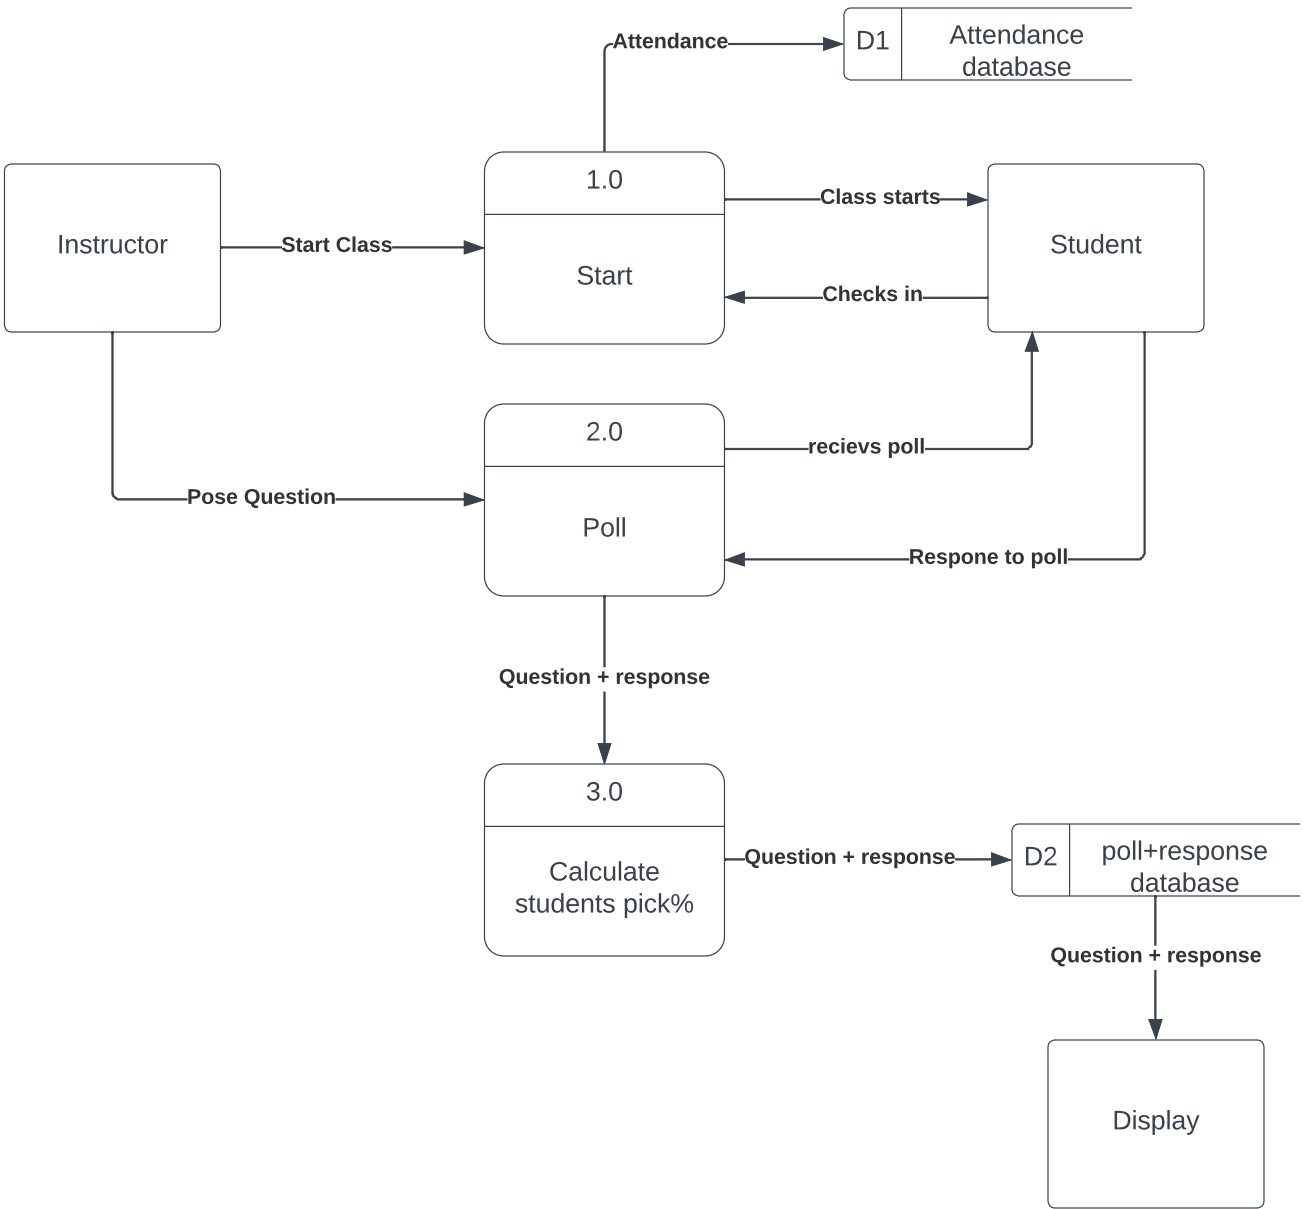 Attendance
D1
Attendance
database
Instructor
Start Class
1.0
Start
Class starts
Checks in
Student
2.0
Poll
recievs poll
Pose Question
Respone to poll
Question + response
3.0
Calculate
students pick%
Question + response
D2
poll+response
database
Question + response
Display